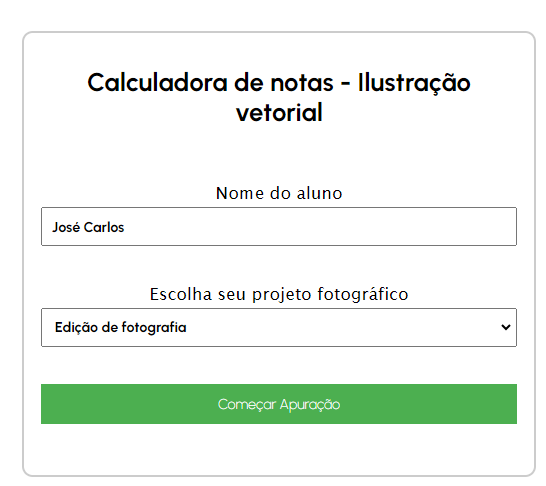 Calculadora de notas - Ilustração
vetorial
Nome do aluno
José Carlos
Escolha seu projeto fotográfico
Edição de fotografia
Começar Apuração